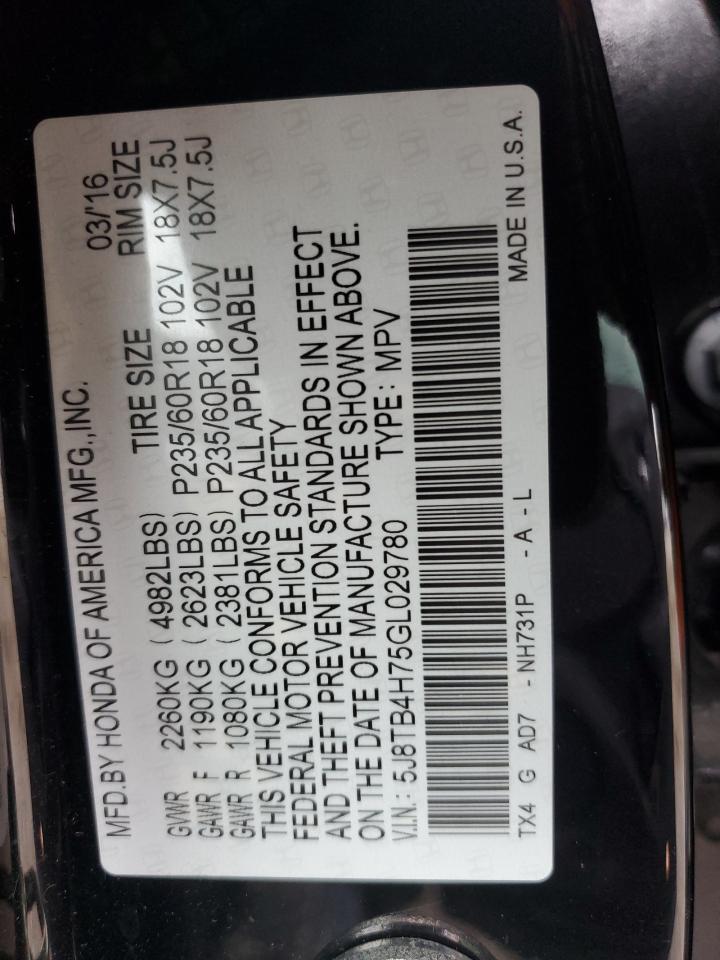 MFD.BY HONDA OF AMERICA MFG.,INC. 03/'16
TIRE SIZE RIM SIZE
GVWR 2260KG ( 4982LBS)
GAWR F 1190KG ( 2623LBS) P235/60R18 102V 18X7.5J
GAWR R 1080KG ( 2381LBS) P235/60R18 102V 18X7.5J
THIS VEHICLE CONFORMS TO ALL APPLICABLE
FEDERAL MOTOR VEHICLE SAFETY
AND THEFT PREVENTION STANDARDS IN EFFECT
ON THE DATE OF MANUFACTURE SHOWN ABOVE.
V.I.N.: 5J8TB4H75GL029780 TYPE: MPV
TX4 G AD7 - NH731P - A - L MADE IN U.S.A.